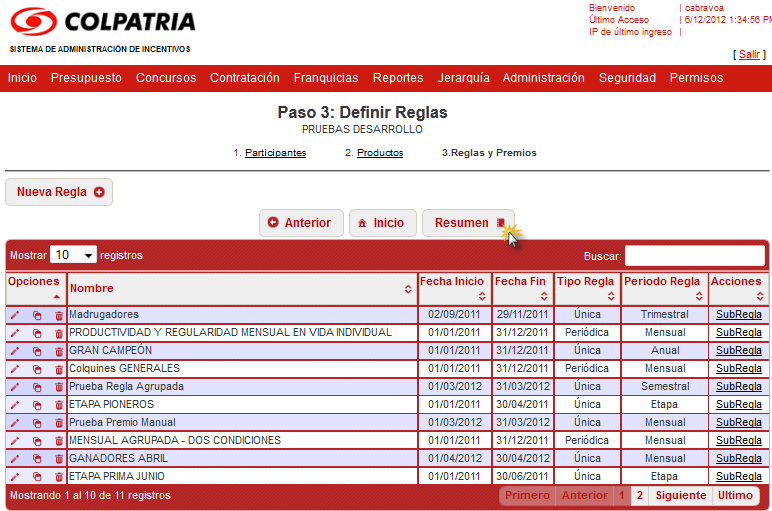 COLPATRIA
SISTEMA DE ADMINISTRACIÓN DE INCENTIVOS
Bienvenido | cabravoa
Último Acceso | 6/12/2012 1:34:56 P
IP de último ingreso |
[ Salir ]
Inicio Presupuesto Concursos Contratación Franquicias Reportes Jerarquía Administración Seguridad Permisos
Paso 3: Definir Reglas
PRUEBAS DESARROLLO
1. Participantes 2. Productos 3.Reglas y Premios
Nueva Regla
Anterior Inicio Resumen
Mostrar 10 registros Buscar:
Opciones Nombre Fecha Inicio Fecha Fin Tipo Regla Periodo Regla Acciones
Madrugadores 02/09/2011 29/11/2011 Única Trimestral SubRegla
PRODUCTIVIDAD Y REGULARIDAD MENSUAL EN VIDA INDIVIDUAL 01/01/2011 31/12/2011 Periódica Mensual SubRegla
GRAN CAMPEÓN 01/01/2011 31/12/2011 Única Anual SubRegla
Colquines GENERALES 01/01/2011 31/12/2011 Periódica Mensual SubRegla
Prueba Regla Agrupada 01/03/2012 31/03/2012 Única Semestral SubRegla
ETAPA PIONEROS 01/01/2011 30/04/2011 Única Etapa SubRegla
Prueba Premio Manual 01/03/2012 31/03/2012 Única Mensual SubRegla
MENSUAL AGRUPADA - DOS CONDICIONES 01/01/2011 31/12/2011 Periódica Mensual SubRegla
GANADORES ABRIL 01/04/2012 30/04/2012 Única Mensual SubRegla
ETAPA PRIMA JUNIO 01/01/2011 30/06/2011 Única Etapa SubRegla
Mostrando 1 al 10 de 11 registros Primero Anterior 1 2 Siguiente Ultimo